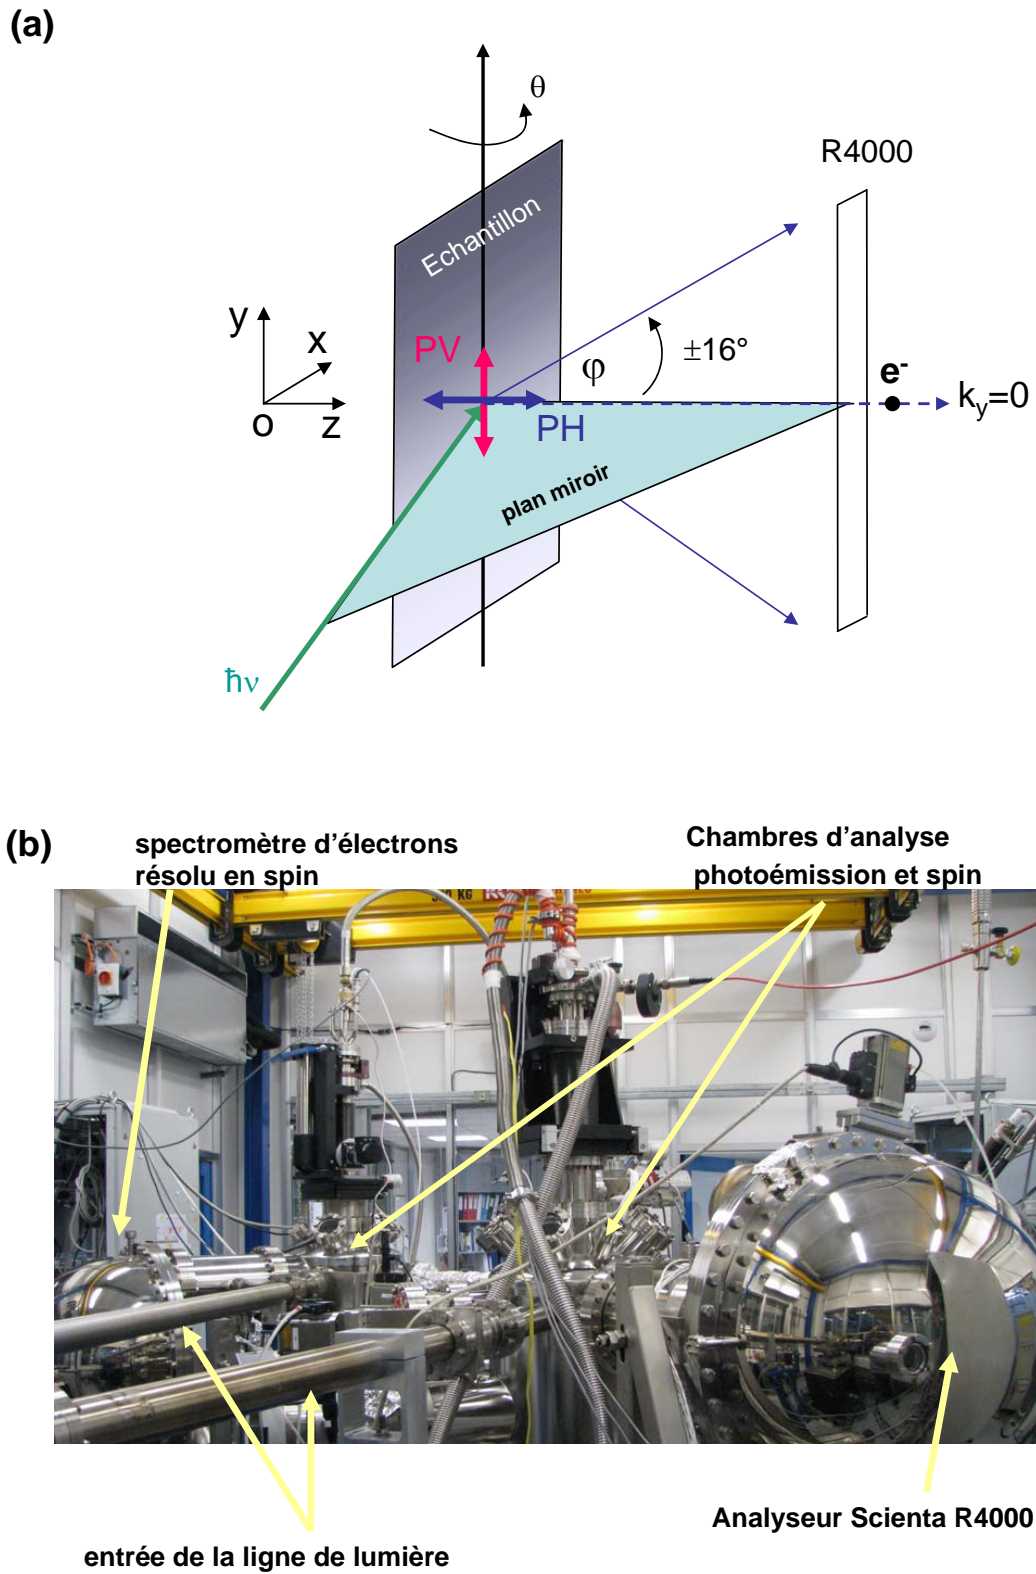 (a)
θ
R4000
Echantillon
y
x
PV
±16°
φ
e-
o
z
PH
ky=0
plan miroir
ħν
(b)
spectromètre d'électrons
résolu en spin
Chambres d'analyse
photoémission et spin
KG
Analyseur Scienta R4000
entrée de la ligne de lumière